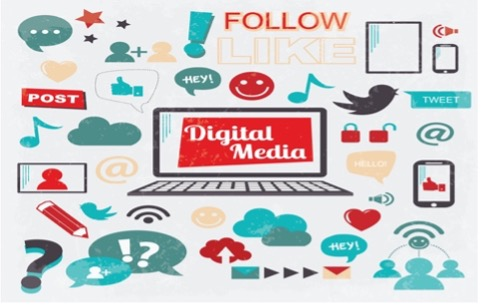 FOLLOW
LIKE
HEY!
POST
TWEET
Digital
Media
@
HELLO!
@
HEY!
!?
?